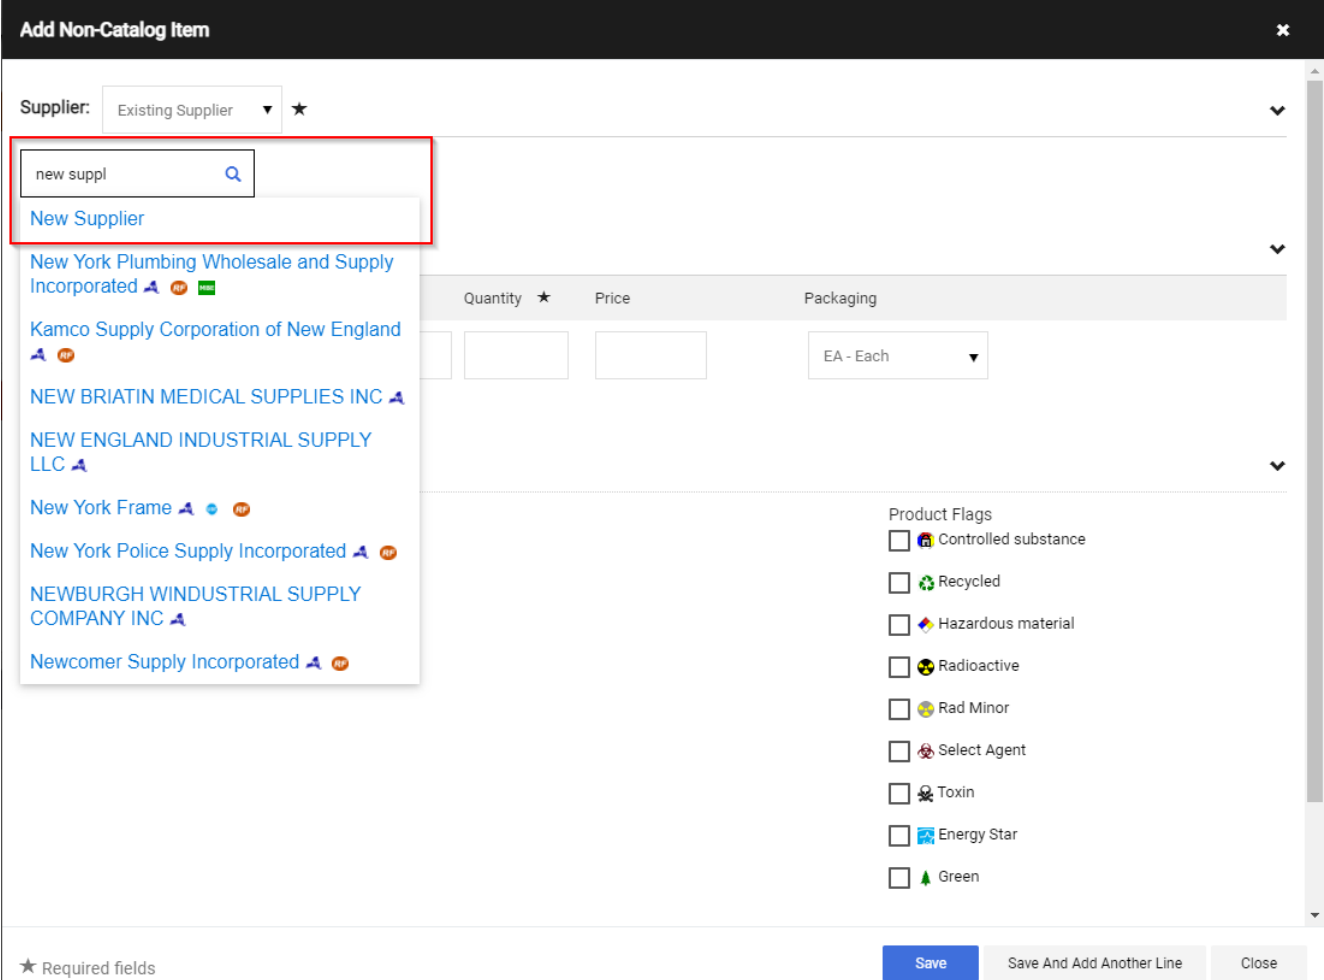 Add Non-Catalog Item
Supplier:
Existing Supplier
new suppl
New Supplier
New York Plumbing Wholesale and Supply
Incorporated
Kamco Supply Corporation of New England
NEW BRIATIN MEDICAL SUPPLIES INC
NEW ENGLAND INDUSTRIAL SUPPLY
LLC
New York Frame
New York Police Supply Incorporated
NEWBURGH WINDUSTRIAL SUPPLY
COMPANY INC
Newcomer Supply Incorporated
Quantity ★ Price Packaging
EA - Each
Product Flags
Controlled substance
Recycled
Hazardous material
Radioactive
Rad Minor
Select Agent
Toxin
Energy Star
Green
★ Required fields
Save
Save And Add Another Line
Close